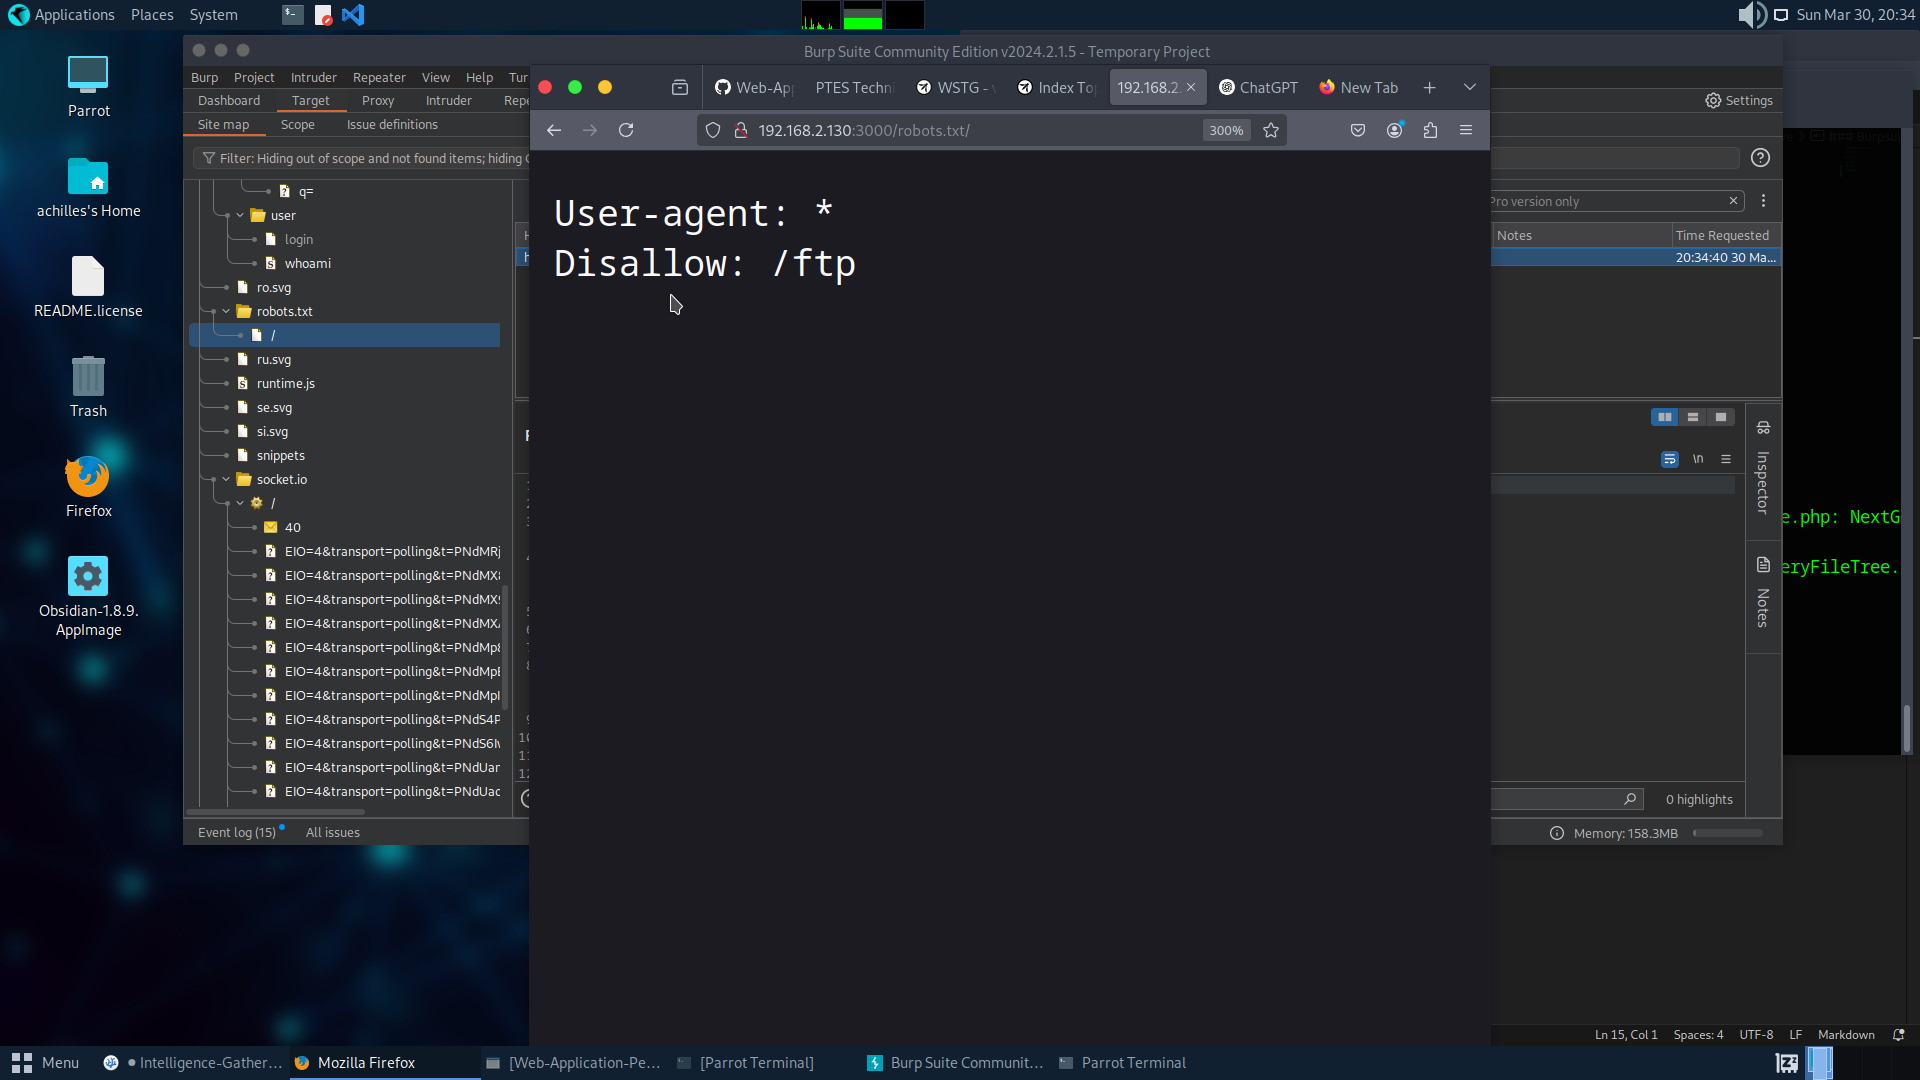 Applications Places System
Sun Mar 30, 20:34
Parrot
achilles's Home
README.license
Trash
Firefox
Obsidian-1.8.9.
AppImage
Burp Suite Community Edition v2024.2.1.5 - Temporary Project
Burp Project Intruder Repeater View Help Tur
Dashboard Target Proxy Intruder Repe
Settings
Site map Scope Issue definitions
Filter: Hiding out of scope and not found items; hiding C
q=
user
login
whoami
ro.svg
robots.txt
/
ru.svg
runtime.js
se.svg
si.svg
snippets
socket.io
/
40
EIO=4&transport=polling&t=PNdMRj
EIO=4&transport=polling&t=PNdMX8
EIO=4&transport=polling&t=PNdMX9
EIO=4&transport=polling&t=PNdMX
EIO=4&transport=polling&t=PNdMp8
EIO=4&transport=polling&t=PNdMpE
EIO=4&transport=polling&t=PNdMp
EIO=4&transport=polling&t=PNdS4P
EIO=4&transport=polling&t=PNdS6
EIO=4&transport=polling&t=PNdUar
EIO=4&transport=polling&t=PNdUac
Event log (15) All issues
Web-Ap PTES Techn WSTG - Index To 192.168.2 ChatGPT New Tab
192.168.2.130:3000/robots.txt/
300%
User-agent: *
Disallow: /ftp
Pro version only
Notes Time Requested
20:34:40 30 Ma...
\n
Inspector
Notes
e.php: NextG
eryFileTree.
0 highlights
Memory: 158.3MB
Ln 15, Col 1 Spaces: 4 UTF-8 LF Markdown
Menu Intelligence-Gather... Mozilla Firefox [Web-Application-Pe... [Parrot Terminal] Burp Suite Communit... Parrot Terminal